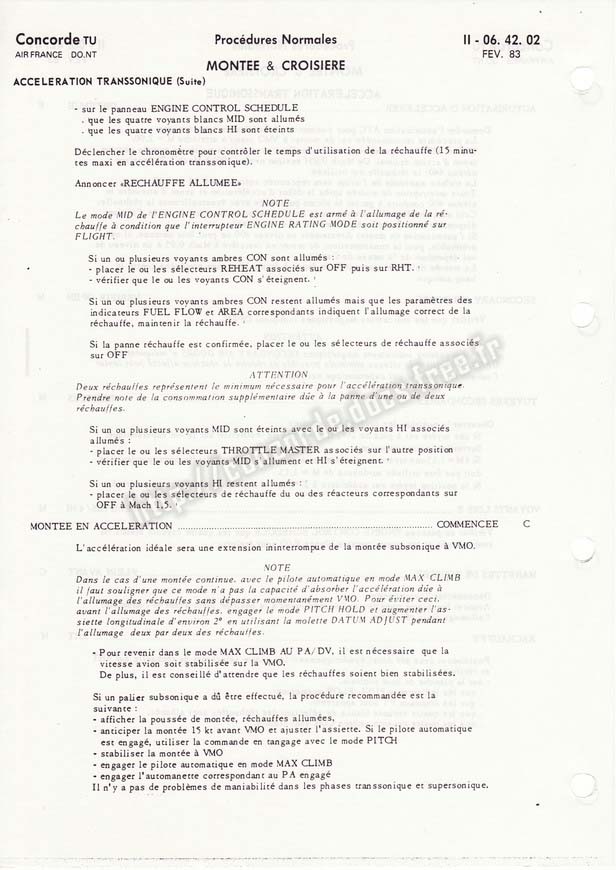 Concorde TU
Procédures Normales
II - 06. 42. 02
AIR FRANCE DO.NT
FEV. 83
MONTEE & CROISIERE
ACCELERATION TRANSSONIQUE (Suite)
- sur le panneau ENGINE CONTROL SCHEDULE
. que les quatre voyants blancs MID sont allumés
. que les quatre voyants blancs HI sont éteints
Déclencher le chronomètre pour contrôler le temps d'utilisation de la réchauffe (15 minu-
tes maxi en accélération transsonique).
Annoncer «RECHAUFFE ALLUMEE»
NOTE
Le mode MID de l'ENGINE CONTROL SCHEDULE est armé à l'allumage de la ré-
chauffe à condition que l'interrupteur ENGINE RATING MODE soit positionné sur
FLIGHT.
Si un ou plusieurs voyants ambres CON sont allumés :
- placer le ou les sélecteurs REHEAT associés sur OFF puis sur RHT.
- vérifier que le ou les voyants CON s'éteignent.
Si un ou plusieurs voyants ambres CON restent allumés mais que les paramètres des
indicateurs FUEL FLOW et AREA correspondants indiquent l'allumage correct de la
réchauffe, maintenir la réchauffe.
Si la panne réchauffe est confirmée, placer le ou les sélecteurs de réchauffe associés
sur OFF
ATTENTION
Deux réchauffes représentent le minimum nécessaire pour l'accélération transsonique.
Prendre note de la consommation supplémentaire dûe à la panne d'une ou de deux
réchauffes.
Si un ou plusieurs voyants MID sont éteints avec le ou les voyants HI associés
allumés :
- placer le ou les sélecteurs THROTTLE MASTER associés sur l'autre position
- vérifier que le ou les voyants MID s'allument et HI s'éteignent.
Si un ou plusieurs voyants HI restent allumés :
- placer le ou les sélecteurs de réchauffe du ou des réacteurs correspondants sur
OFF à Mach 1,5.
MONTEE EN ACCELERATION ........ COMMENCEE C
L'accélération idéale sera une extension ininterrompue de la montée subsonique à VMO.
NOTE
Dans le cas d'une montée continue, avec le pilote automatique en mode MAX CLIMB
il faut souligner que ce mode n'a pas la capacité d'absorber l'accélération dûe à
l'allumage des réchauffes sans dépasser momentanément VMO. Pour éviter ceci,
avant l'allumage des réchauffes, engager le mode PITCH HOLD et augmenter l'as-
siette longitudinale d'environ 2° en utilisant la molette DATUM ADJUST pendant
l'allumage deux par deux des réchauffes.
- Pour revenir dans le mode MAX CLIMB AU PA/DV, il est nécessaire que la
vitesse avion soit stabilisée sur la VMO.
De plus, il est conseillé d'attendre que les réchauffes soient bien stabilisées.
Si un palier subsonique a dû être effectué, la procédure recommandée est la
suivante :
- afficher la poussée de montée, réchauffes allumées,
- anticiper la montée 15 kt avant VMO et ajuster l'assiette. Si le pilote automatique
est engagé, utiliser la commande en tangage avec le mode PITCH
- stabiliser la montée à VMO
- engager le pilote automatique en mode MAX CLIMB
- engager l'automanette correspondant au PA engagé
Il n'y a pas de problèmes de maniabilité dans les phases transsonique et supersonique.